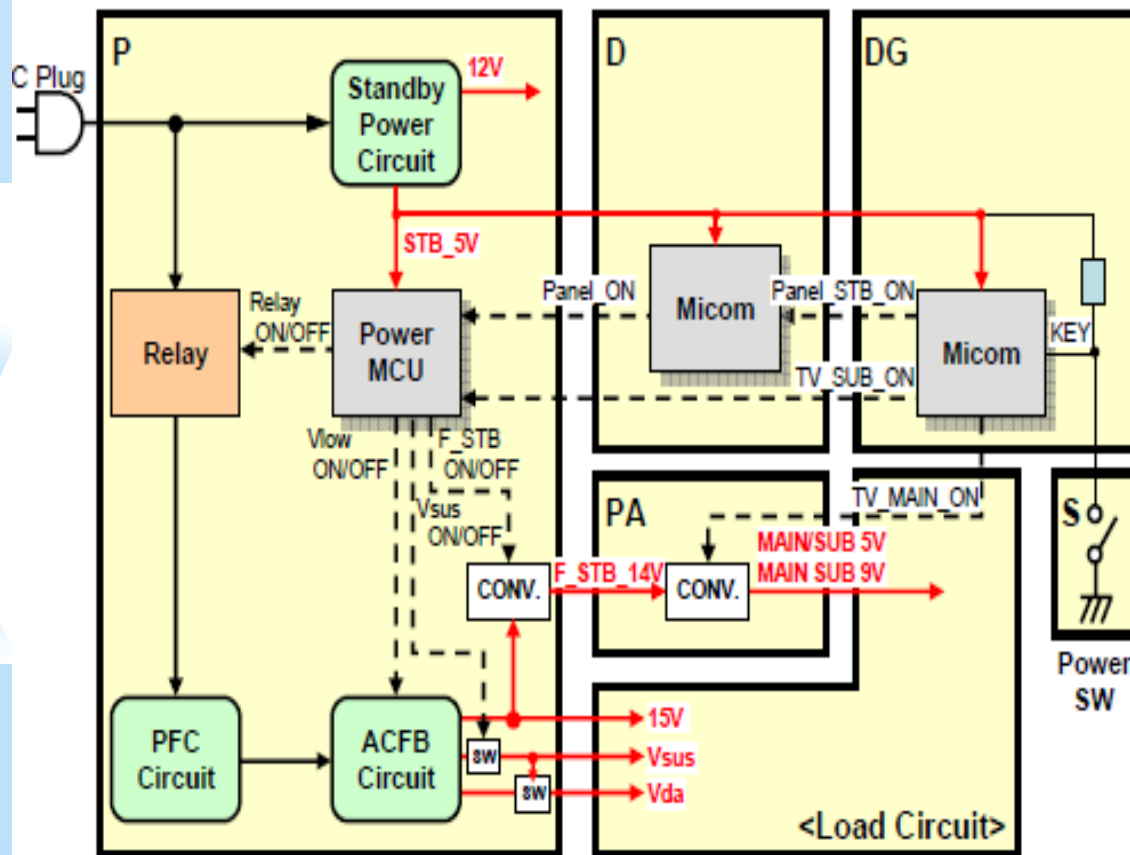 P
D
DG
C Plug
12V
Standby
Power
Circuit
STB_5V
Panel_ON
Micom
Panel_STB_ON
Relay
ON/OFF
Relay
Power
MCU
Micom
KEY
TV_SUB_ON
Vlow
ON/OFF
F_STB
ON/OFF
Vsus
ON/OFF
PA
TV_MAIN_ON
S
MAIN/SUB 5V
MAIN SUB 9V
CONV.
F_STB_14V
CONV.
Power
SW
PFC
Circuit
ACFB
Circuit
15V
SW
Vsus
SW
Vda
<Load Circuit>